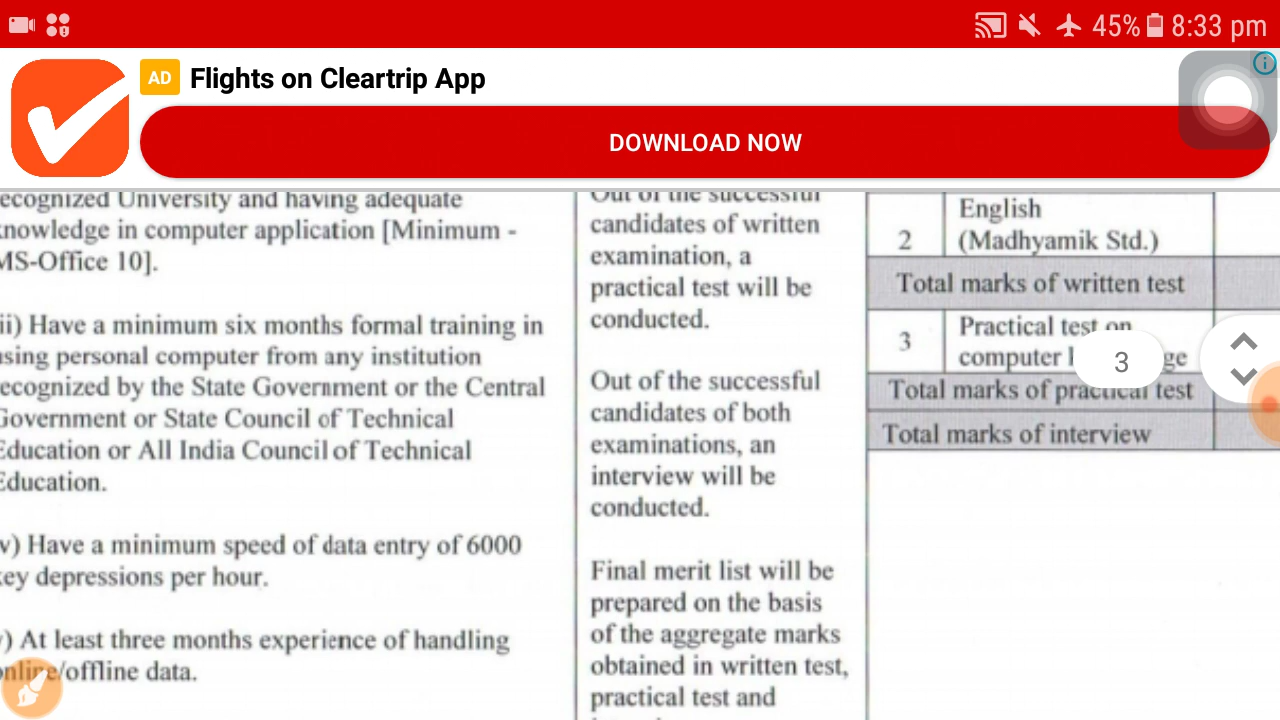 45% 8:33 pm
AD Flights on Cleartrip App
DOWNLOAD NOW
ecognized University and having adequate
knowledge in computer application [Minimum -
MS-Office 10].
ii) Have a minimum six months formal training in
using personal computer from any institution
recognized by the State Government or the Central
Government or State Council of Technical
Education or All India Council of Technical
Education.
v) Have a minimum speed of data entry of 6000
key depressions per hour.
) At least three months experience of handling
online/offline data.
Out of the successful
candidates of written
examination, a
practical test will be
conducted.
Out of the successful
candidates of both
examinations, an
interview will be
conducted.
Final merit list will be
prepared on the basis
of the aggregate marks
obtained in written test,
practical test and
2 English
(Madhyamik Std.)
Total marks of written test
3 Practical test on
computer ge
Total marks of practical test
Total marks of interview
3